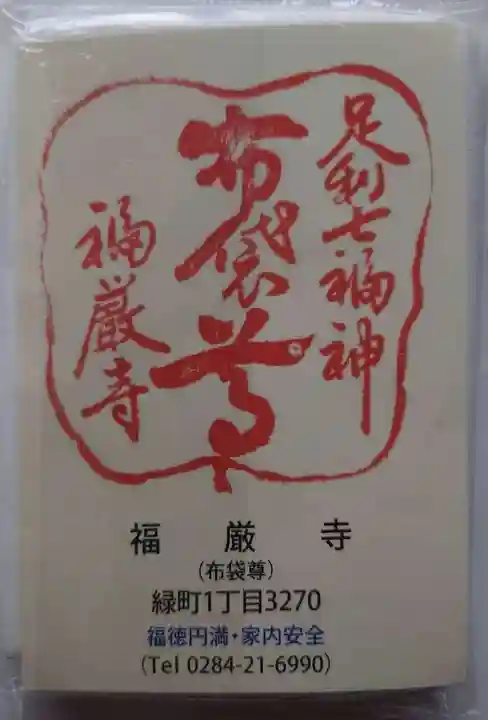 足利七福神
布袋尊
福厳寺
福厳寺
(布袋尊)
緑町1丁目3270
福徳円満・家内安全
(Tel 0284-21-6990)